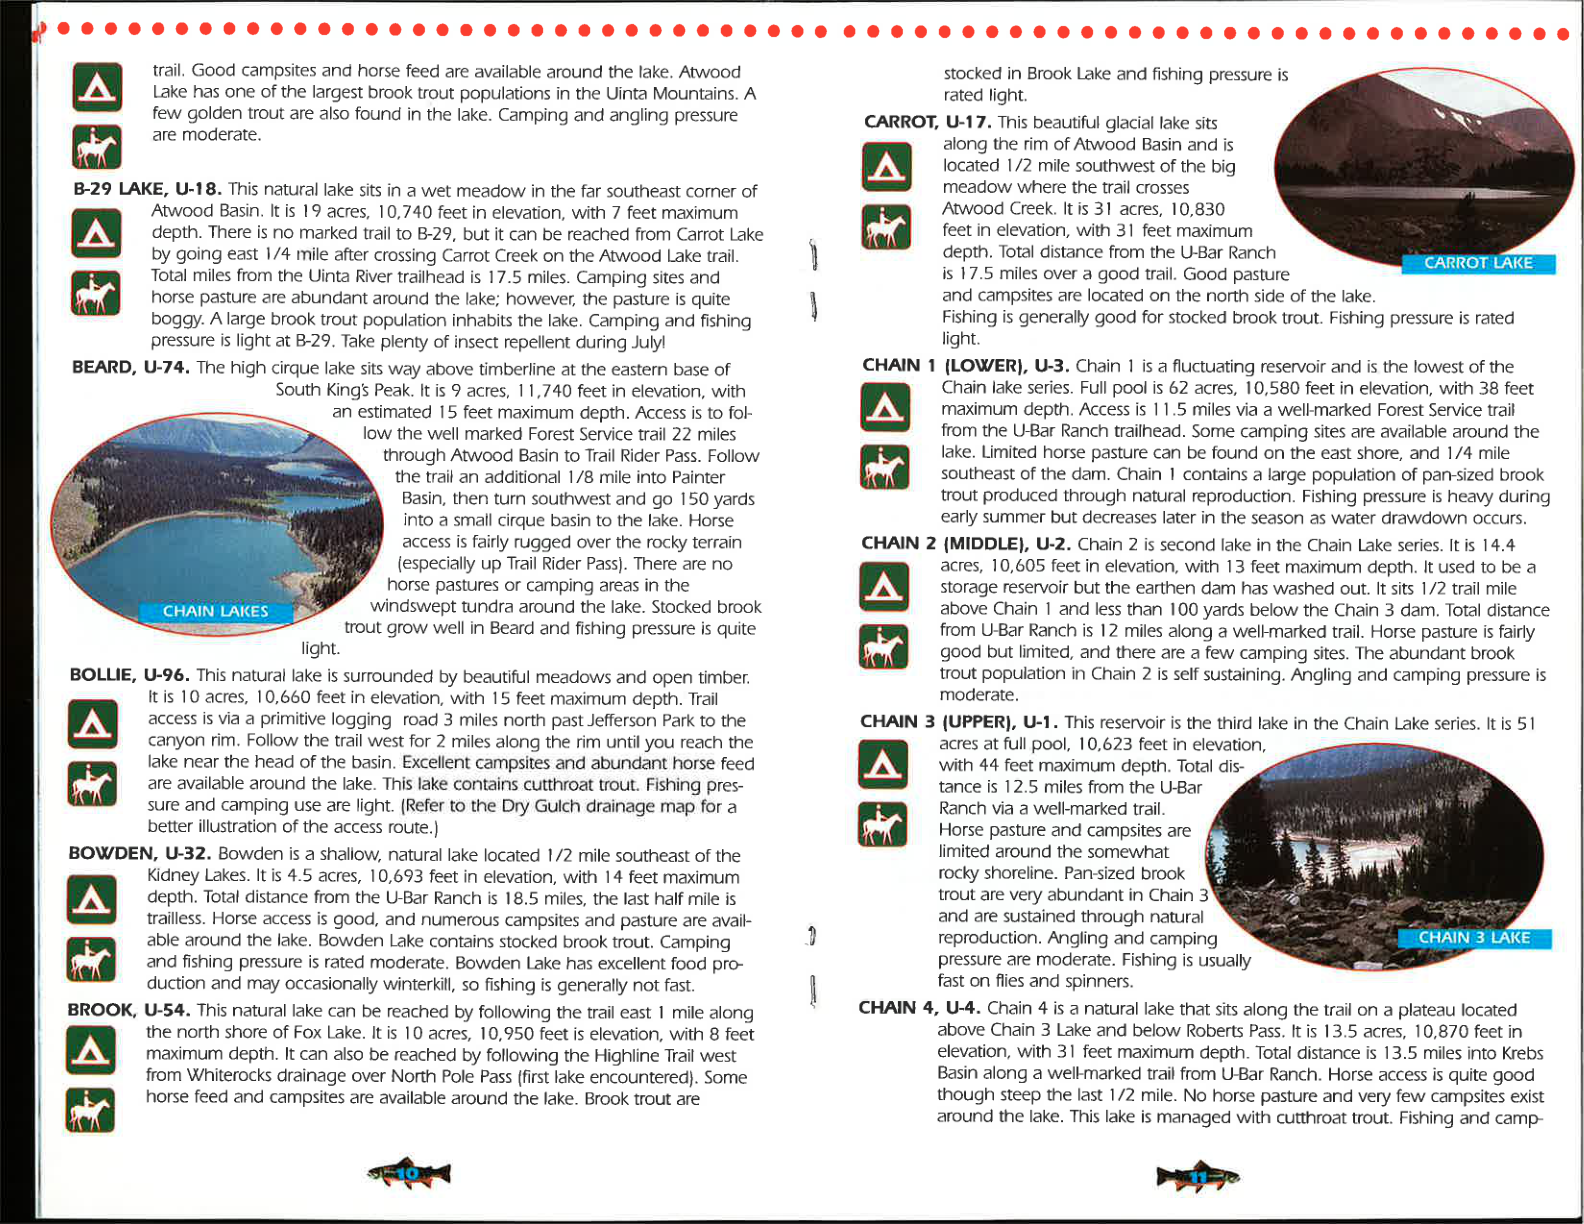 trail. Good campsites and horse feed are available around the lake. Atwood
Lake has one of the largest brook trout populations in the Uinta Mountains. A
few golden trout are also found in the lake. Camping and angling pressure
are moderate.
B-29 LAKE, U-18. This natural lake sits in a wet meadow in the far southeast corner of
Atwood Basin. It is 19 acres, 10,740 feet in elevation, with 7 feet maximum
depth. There is no marked trail to B-29, but it can be reached from Carrot Lake
by going east 1/4 mile after crossing Carrot Creek on the Atwood Lake trail.
Total miles from the Uinta River trailhead is 17.5 miles. Camping sites and
horse pasture are abundant around the lake; however, the pasture is quite
boggy. A large brook trout population inhabits the lake. Camping and fishing
pressure is light at B-29. Take plenty of insect repellent during July!
BEARD, U-74. The high cirque lake sits way above timberline at the eastern base of
South King's Peak. It is 9 acres, 11,740 feet in elevation, with
an estimated 15 feet maximum depth. Access is to fol-
low the well marked Forest Service trail 22 miles
through Atwood Basin to Trail Rider Pass. Follow
the trail an additional 1/8 mile into Painter
Basin, then turn southwest and go 150 yards
into a small cirque basin to the lake. Horse
access is fairly rugged over the rocky terrain
(especially up Trail Rider Pass). There are no
horse pastures or camping areas in the
windswept tundra around the lake. Stocked brook
trout grow well in Beard and fishing pressure is quite
light.
CHAIN LAKES
BOLLIE, U-96. This natural lake is surrounded by beautiful meadows and open timber.
It is 10 acres, 10,660 feet in elevation, with 15 feet maximum depth. Trail
access is via a primitive logging road 3 miles north past Jefferson Park to the
canyon rim. Follow the trail west for 2 miles along the rim until you reach the
lake near the head of the basin. Excellent campsites and abundant horse feed
are available around the lake. This lake contains cutthroat trout. Fishing pres-
sure and camping use are light. (Refer to the Dry Gulch drainage map for a
better illustration of the access route.)
BOWDEN, U-32. Bowden is a shallow, natural lake located 1/2 mile southeast of the
Kidney Lakes. It is 4.5 acres, 10,693 feet in elevation, with 14 feet maximum
depth. Total distance from the U-Bar Ranch is 18.5 miles, the last half mile is
trailless. Horse access is good, and numerous campsites and pasture are avail-
able around the lake. Bowden Lake contains stocked brook trout. Camping
and fishing pressure is rated moderate. Bowden Lake has excellent food pro-
duction and may occasionally winterkill, so fishing is generally not fast.
BROOK, U-54. This natural lake can be reached by following the trail east 1 mile along
the north shore of Fox Lake. It is 10 acres, 10,950 feet is elevation, with 8 feet
maximum depth. It can also be reached by following the Highline Trail west
from Whiterocks drainage over North Pole Pass (first lake encountered). Some
horse feed and campsites are available around the lake. Brook trout are
10
stocked in Brook Lake and fishing pressure is
rated light.
CARROT, U-17. This beautiful glacial lake sits
along the rim of Atwood Basin and is
located 1/2 mile southwest of the big
meadow where the trail crosses
Atwood Creek. It is 31 acres, 10,830
feet in elevation, with 31 feet maximum
depth. Total distance from the U-Bar Ranch
is 17.5 miles over a good trail. Good pasture
and campsites are located on the north side of the lake.
Fishing is generally good for stocked brook trout. Fishing pressure is rated
light.
CARROT LAKE
CHAIN 1 (LOWER), U-3. Chain 1 is a fluctuating reservoir and is the lowest of the
Chain lake series. Full pool is 62 acres, 10,580 feet in elevation, with 38 feet
maximum depth. Access is 11.5 miles via a well-marked Forest Service trail
from the U-Bar Ranch trailhead. Some camping sites are available around the
lake. Limited horse pasture can be found on the east shore, and 1/4 mile
southeast of the dam. Chain 1 contains a large population of pan-sized brook
trout produced through natural reproduction. Fishing pressure is heavy during
early summer but decreases later in the season as water drawdown occurs.
CHAIN 2 (MIDDLE), U-2. Chain 2 is second lake in the Chain Lake series. It is 14.4
acres, 10,605 feet in elevation, with 13 feet maximum depth. It used to be a
storage reservoir but the earthen dam has washed out. It sits 1/2 trail mile
above Chain 1 and less than 100 yards below the Chain 3 dam. Total distance
from U-Bar Ranch is 12 miles along a well-marked trail. Horse pasture is fairly
good but limited, and there are a few camping sites. The abundant brook
trout population in Chain 2 is self sustaining. Angling and camping pressure is
moderate.
CHAIN 3 (UPPER), U-1. This reservoir is the third lake in the Chain Lake series. It is 51
acres at full pool, 10,623 feet in elevation,
with 44 feet maximum depth. Total dis-
tance is 12.5 miles from the U-Bar
Ranch via a well-marked trail.
Horse pasture and campsites are
limited around the somewhat
rocky shoreline. Pan-sized brook
trout are very abundant in Chain 3
and are sustained through natural
reproduction. Angling and camping
pressure are moderate. Fishing is usually
fast on flies and spinners.
CHAIN 3 LAKE
CHAIN 4, U-4. Chain 4 is a natural lake that sits along the trail on a plateau located
above Chain 3 Lake and below Roberts Pass. It is 13.5 acres, 10,870 feet in
elevation, with 31 feet maximum depth. Total distance is 13.5 miles into Krebs
Basin along a well-marked trail from U-Bar Ranch. Horse access is quite good
though steep the last 1/2 mile. No horse pasture and very few campsites exist
around the lake. This lake is managed with cutthroat trout. Fishing and camp-
11